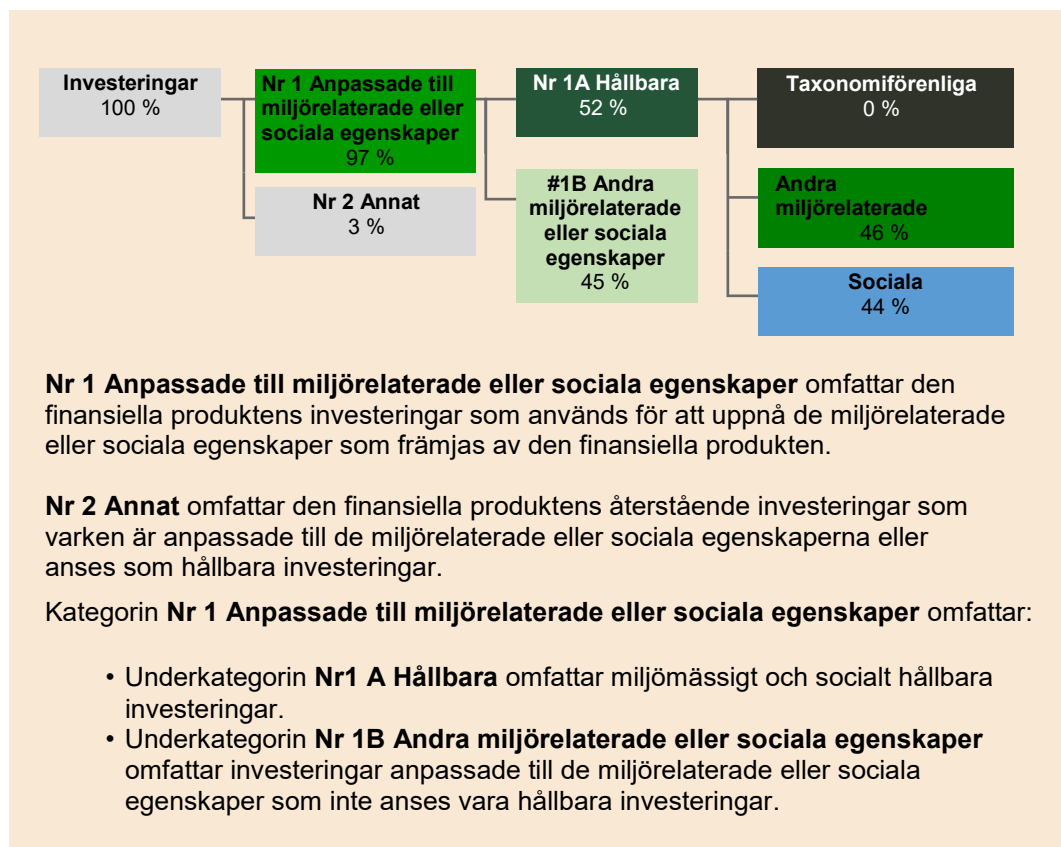 Investeringar
100 %
Nr 1 Anpassade till
miljörelaterade eller
sociala egenskaper
97 %
Nr 2 Annat
3 %
Nr 1A Hållbara
52 %
#1B Andra
miljörelaterade
eller sociala
egenskaper
45 %
Taxonomiförenliga
0 %
Andra
miljörelaterade
46 %
Sociala
44 %
Nr 1 Anpassade till miljörelaterade eller sociala egenskaper omfattar den
finansiella produktens investeringar som används för att uppnå de miljörelaterade
eller sociala egenskaper som främjas av den finansiella produkten.
Nr 2 Annat omfattar den finansiella produktens återstående investeringar som
varken är anpassade till de miljörelaterade eller sociala egenskaperna eller
anses som hållbara investeringar.
Kategorin Nr 1 Anpassade till miljörelaterade eller sociala egenskaper omfattar:
• Underkategorin Nr1 A Hållbara omfattar miljömässigt och socialt hållbara
investeringar.
• Underkategorin Nr 1B Andra miljörelaterade eller sociala egenskaper
omfattar investeringar anpassade till de miljörelaterade eller sociala
egenskaper som inte anses vara hållbara investeringar.